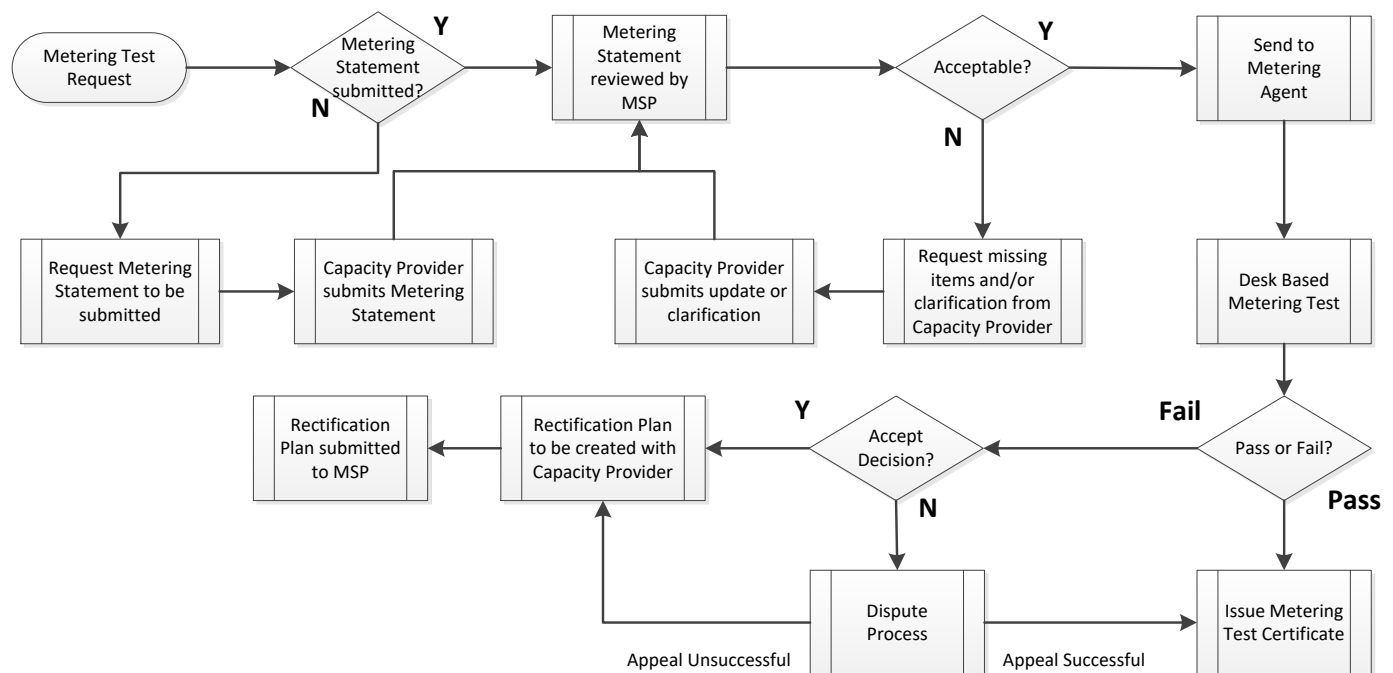 Metering Test
Request
Metering
Statement
submitted?
Y
N
Metering
Statement
reviewed by
MSP
Acceptable?
Y
N
Send to
Metering
Agent
Request Metering
Statement to be
submitted
Capacity Provider
submits Metering
Statement
Capacity Provider
submits update or
clarification
Request missing
items and/or
clarification from
Capacity Provider
Desk Based
Metering Test
Rectification
Plan submitted
to MSP
Rectification Plan
to be created with
Capacity Provider
Y
Accept
Decision?
N
Fail
Pass or Fail?
Pass
Dispute
Process
Issue Metering
Test Certificate
Appeal Unsuccessful
Appeal Successful